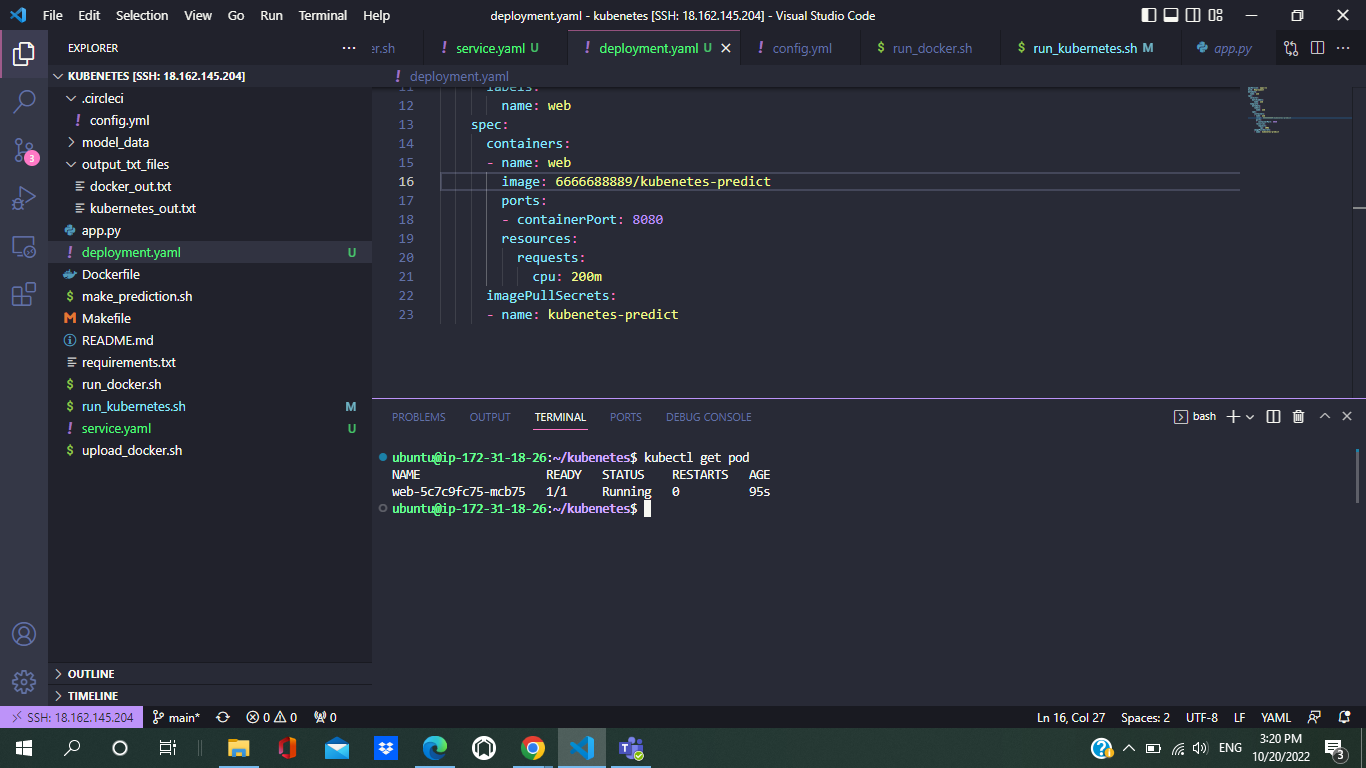 File Edit Selection View Go Run Terminal Help
deployment.yaml - kubenetes [SSH: 18.162.145.204] - Visual Studio Code
EXPLORER
KUBENETES [SSH: 18.162.145.204]
.circleci
config.yml
model_data
output_txt_files
docker_out.txt
kubernetes_out.txt
app.py
deployment.yaml U
Dockerfile
make_prediction.sh
Makefile
README.md
requirements.txt
run_docker.sh
run_kubernetes.sh M
service.yaml U
upload_docker.sh
OUTLINE
TIMELINE
3
er.sh
service.yaml U
deployment.yaml U
config.yml
run_docker.sh
run_kubernetes.sh M
app.py
deployment.yaml
11 labels:
12 name: web
13 spec:
14 containers:
15 - name: web
16 image: 6666688889/kubenetes-predict
17 ports:
18 - containerPort: 8080
19 resources:
20 requests:
21 cpu: 200m
22 imagePullSecrets:
23 - name: kubenetes-predict
PROBLEMS OUTPUT TERMINAL PORTS DEBUG CONSOLE
bash
ubuntu@ip-172-31-18-26:~/kubenetes$ kubectl get pod
NAME READY STATUS RESTARTS AGE
web-5c7c9fc75-mcb75 1/1 Running 0 95s
ubuntu@ip-172-31-18-26:~/kubenetes$
SSH: 18.162.145.204 main* 0 0 0
Ln 16, Col 27 Spaces: 2 UTF-8 LF YAML
ENG
3:20 PM
10/20/2022
3